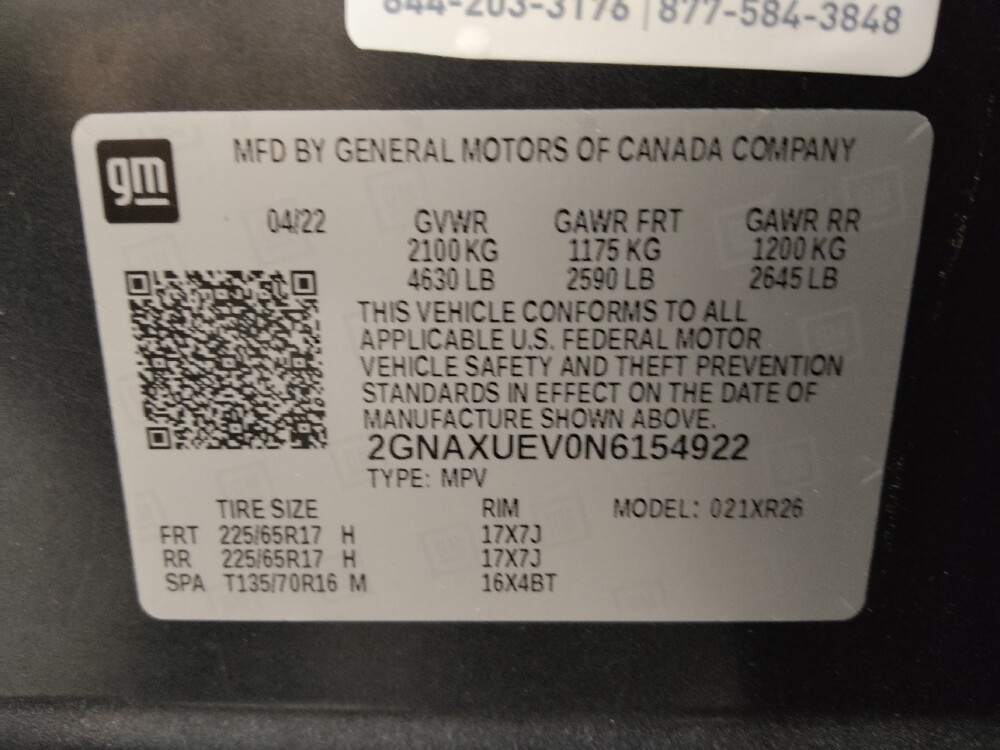 844-203-3176 | 877-584-3848
gm
MFD BY GENERAL MOTORS OF CANADA COMPANY
04/22 GVWR GAWR FRT GAWR RR
2100 KG 1175 KG 1200 KG
4630 LB 2590 LB 2645 LB
THIS VEHICLE CONFORMS TO ALL
APPLICABLE U.S. FEDERAL MOTOR
VEHICLE SAFETY AND THEFT PREVENTION
STANDARDS IN EFFECT ON THE DATE OF
MANUFACTURE SHOWN ABOVE.
2GNAXUEV0N6154922
TYPE: MPV
TIRE SIZE RIM MODEL: 021XR26
FRT 225/65R17 H 17X7J
RR 225/65R17 H 17X7J
SPA T135/70R16 M 16X4BT